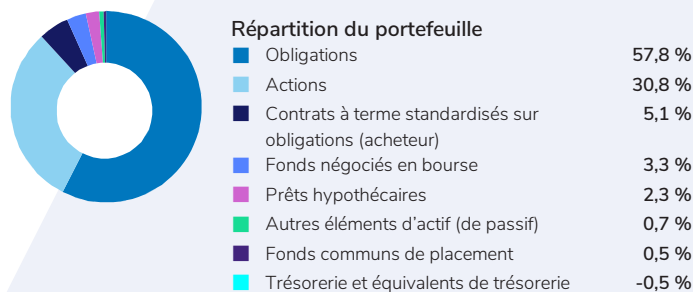 Répartition du portefeuille
Obligations 57,8 %
Actions 30,8 %
Contrats à terme standardisés sur 5,1 %
obligations (acheteur)
Fonds négociés en bourse 3,3 %
Prêts hypothécaires 2,3 %
Autres éléments d'actif (de passif) 0,7 %
Fonds communs de placement 0,5 %
Trésorerie et équivalents de trésorerie -0,5 %